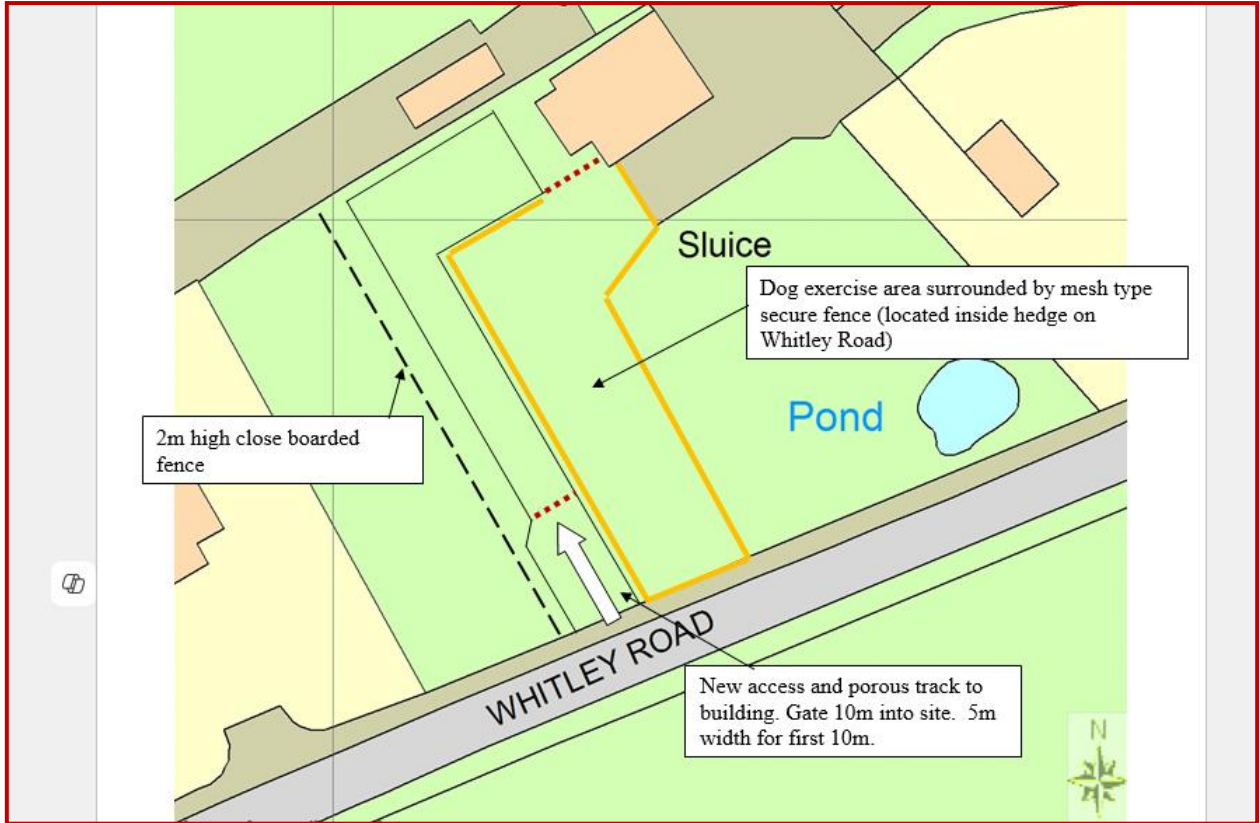 Sluice
Dog exercise area surrounded by mesh type
secure fence (located inside hedge on
Whitley Road)
Pond
2m high close boarded
fence
WHITLEY ROAD
New access and porous track to
building. Gate 10m into site. 5m
width for first 10m.
N